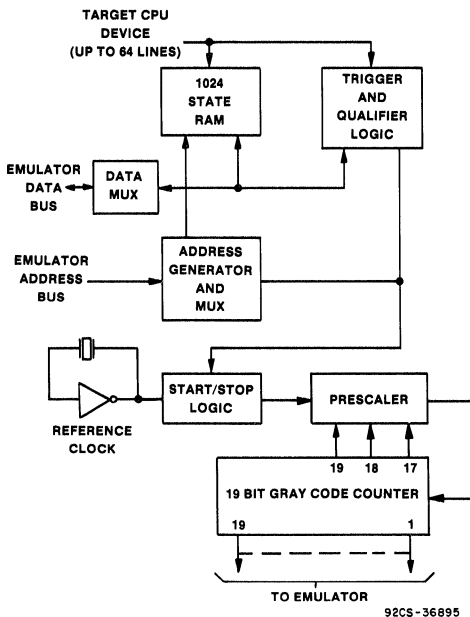 TARGET CPU
DEVICE
(UP TO 64 LINES)
1024
STATE
RAM
TRIGGER
AND
QUALIFIER
LOGIC
EMULATOR
DATA
BUS
DATA
MUX
EMULATOR
ADDRESS
BUS
ADDRESS
GENERATOR
AND
MUX
REFERENCE
CLOCK
START/STOP
LOGIC
PRESCALER
19 18 17
19 BIT GRAY CODE COUNTER
19 1
TO EMULATOR
92CS-36895